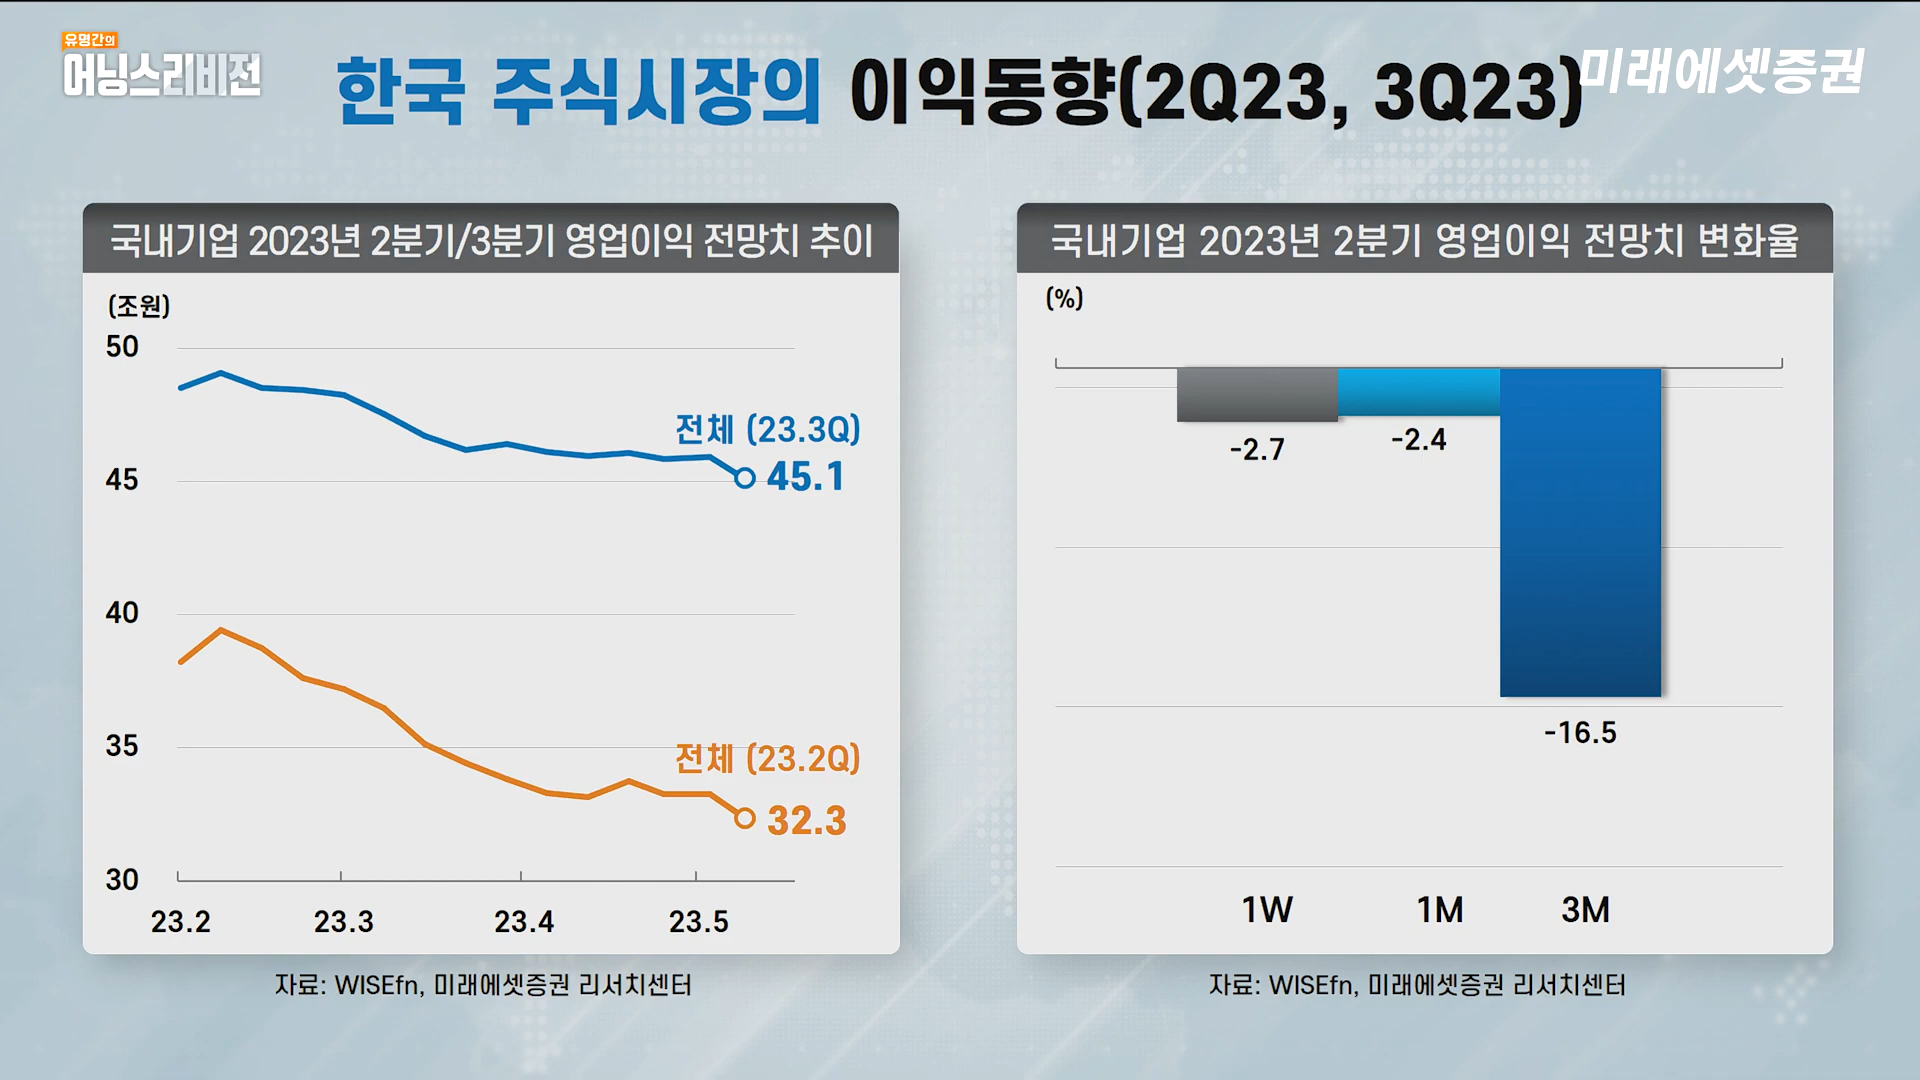 유명간의
어닝스리비전
한국 주식시장의 이익동향(2Q23, 3Q23)
미래에셋증권
국내기업 2023년 2분기/3분기 영업이익 전망치 추이
(조원)
50
45
40
35
30
전체 (23.3Q)
45.1
전체 (23.2Q)
32.3
23.2 23.3 23.4 23.5
자료: WISEfn, 미래에셋증권 리서치센터
국내기업 2023년 2분기 영업이익 전망치 변화율
(%)
-2.7
-2.4
-16.5
1W 1M 3M
자료: WISEfn, 미래에셋증권 리서치센터